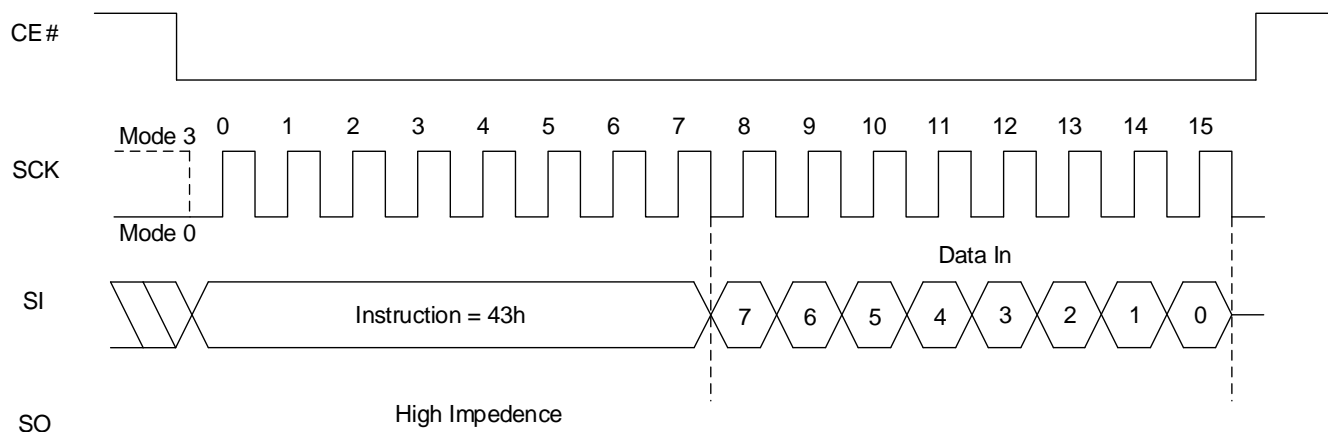 CE#
Mode 3
0 1 2 3 4 5 6 7 8 9 10 11 12 13 14 15
SCK
Mode 0
Data In
SI
Instruction = 43h
7 6 5 4 3 2 1 0
High Impedence
SO